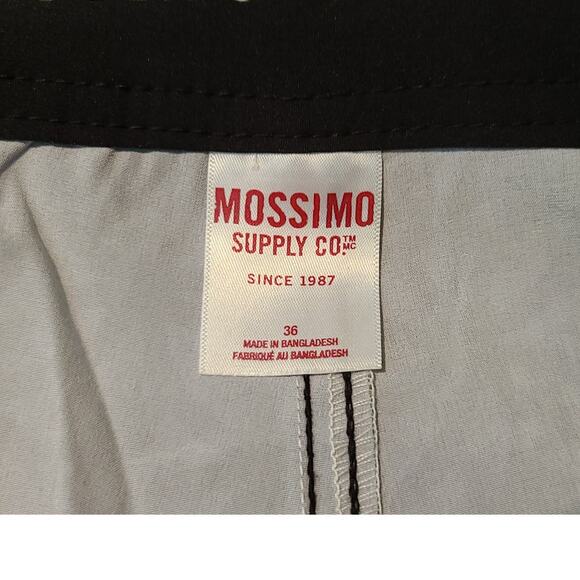 MOSSIMO
SUPPLY CO.™ MC
SINCE 1987
36
MADE IN BANGLADESH
FABRIQUÉ AU BANGLADESH